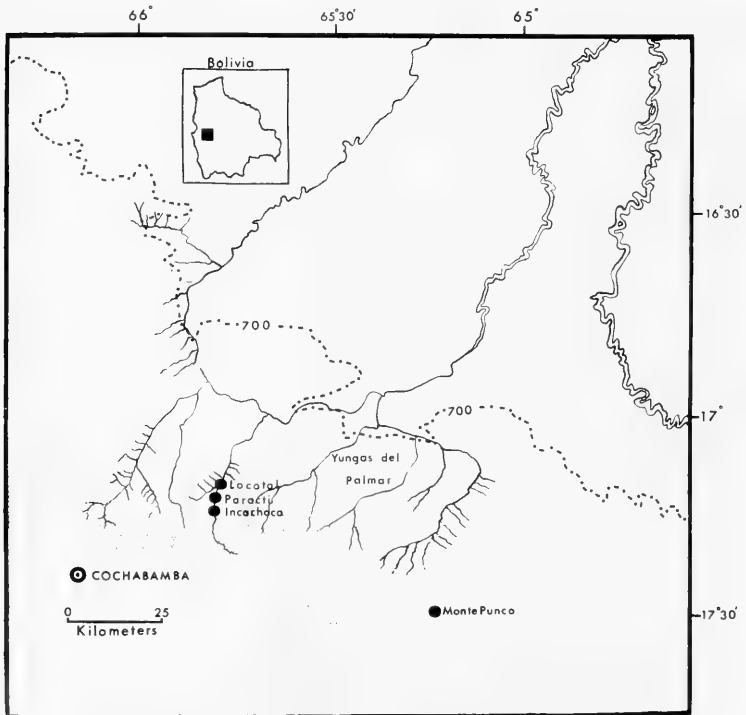 66°
65°30'
65°
Bolivia
16°30'
700
700
17°
Yungas del
Palmar
Locotal
Paracti
Incachaca
COCHABAMBA
0 25
Kilometers
Monte Punco
17°30'